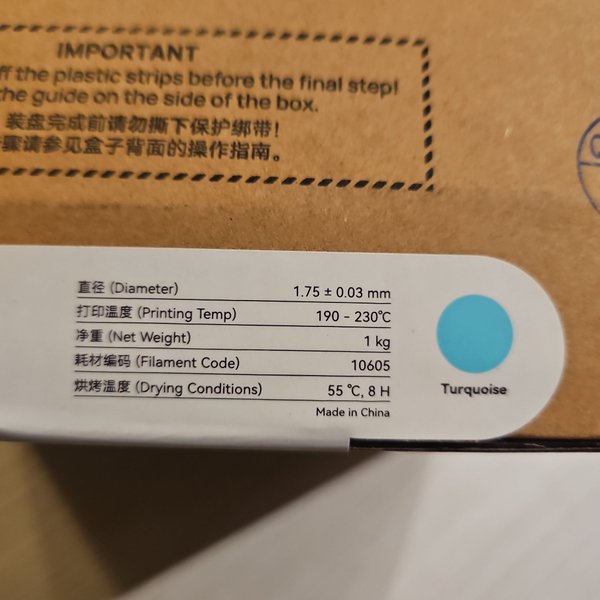 IMPORTANT
off the plastic strips before the final step!
the guide on the side of the box.
装盘完成前请勿撕下保护绑带！
请参见盒子背面的操作指南。
直径 (Diameter) 1.75 ± 0.03 mm
打印温度 (Printing Temp) 190 - 230℃
净重 (Net Weight) 1 kg
耗材编码 (Filament Code) 10605
烘烤温度 (Drying Conditions) 55 ℃, 8 H
Made in China
Turquoise